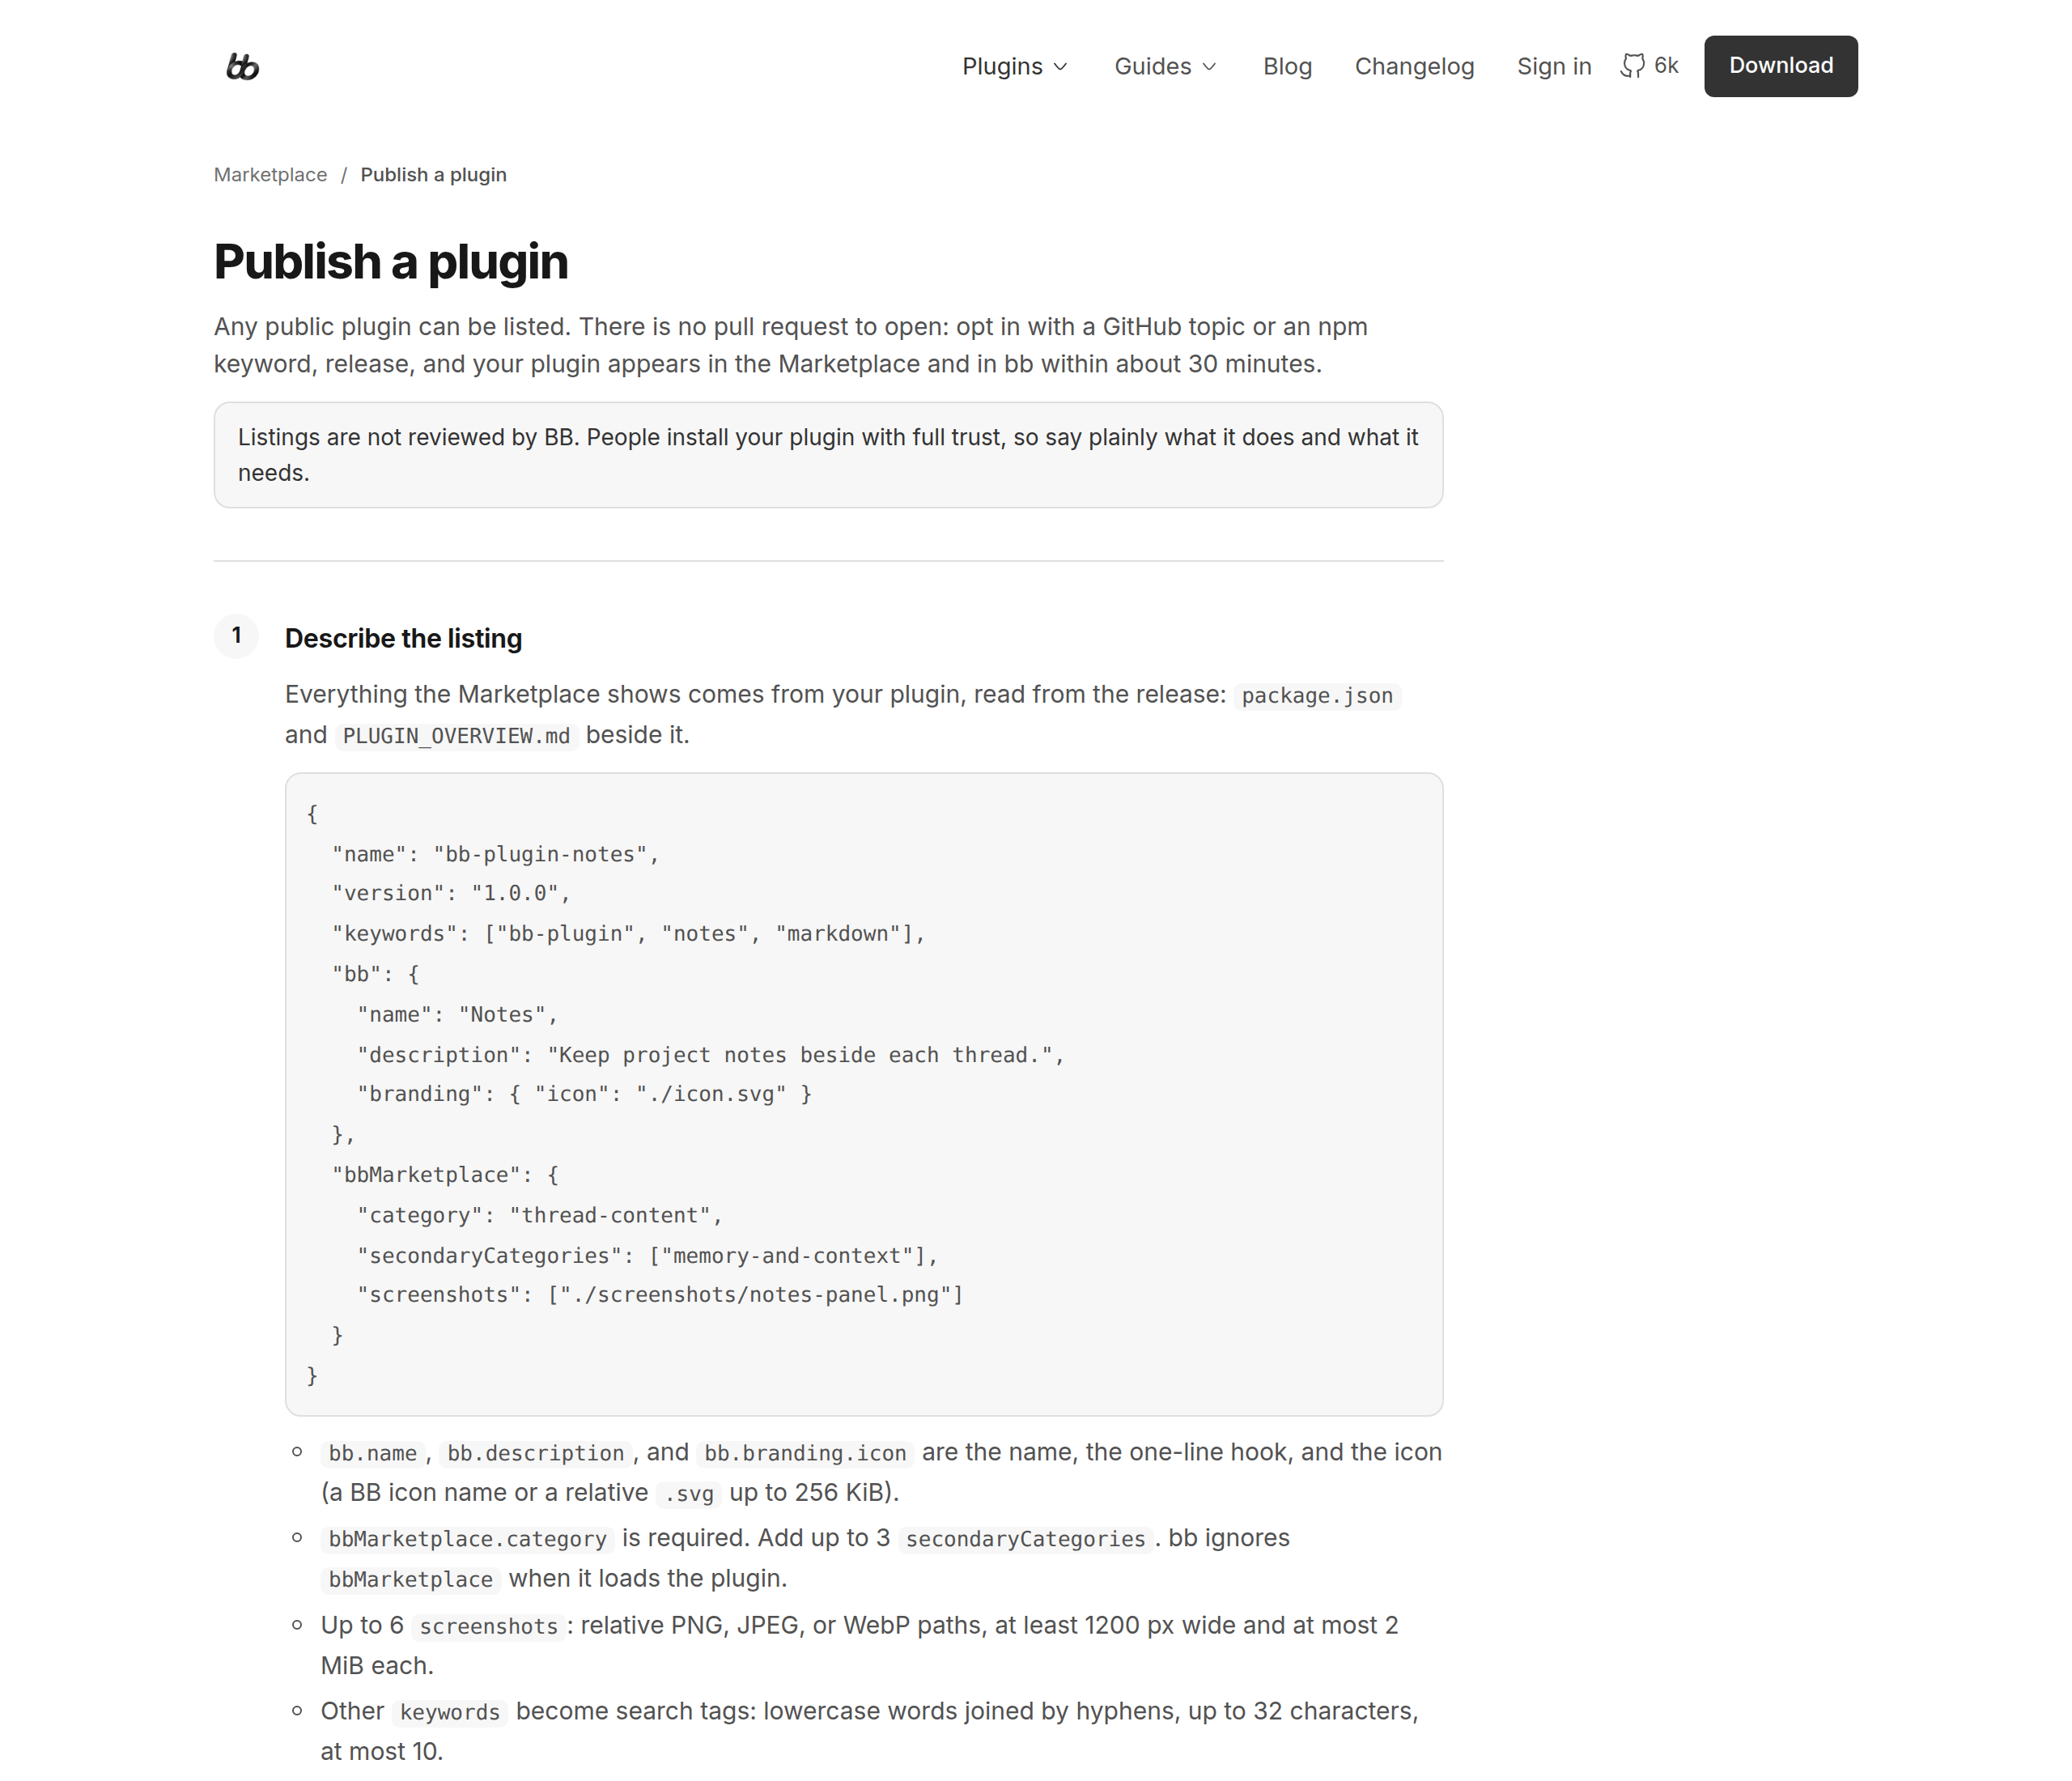 bb
Plugins
Guides
Blog
Changelog
Sign in
6k
Download
Marketplace / Publish a plugin
Publish a plugin
Any public plugin can be listed. There is no pull request to open: opt in with a GitHub topic or an npm
keyword, release, and your plugin appears in the Marketplace and in bb within about 30 minutes.
Listings are not reviewed by BB. People install your plugin with full trust, so say plainly what it does and what it
needs.
1
Describe the listing
Everything the Marketplace shows comes from your plugin, read from the release: package.json
and PLUGIN_OVERVIEW.md beside it.
{
  "name": "bb-plugin-notes",
  "version": "1.0.0",
  "keywords": ["bb-plugin", "notes", "markdown"],
  "bb": {
    "name": "Notes",
    "description": "Keep project notes beside each thread.",
    "branding": { "icon": "./icon.svg" }
  },
  "bbMarketplace": {
    "category": "thread-content",
    "secondaryCategories": ["memory-and-context"],
    "screenshots": ["./screenshots/notes-panel.png"]
  }
}
bb.name, bb.description, and bb.branding.icon are the name, the one-line hook, and the icon
(a BB icon name or a relative .svg up to 256 KiB).
bbMarketplace.category is required. Add up to 3 secondaryCategories. bb ignores
bbMarketplace when it loads the plugin.
Up to 6 screenshots: relative PNG, JPEG, or WebP paths, at least 1200 px wide and at most 2
MiB each.
Other keywords become search tags: lowercase words joined by hyphens, up to 32 characters,
at most 10.